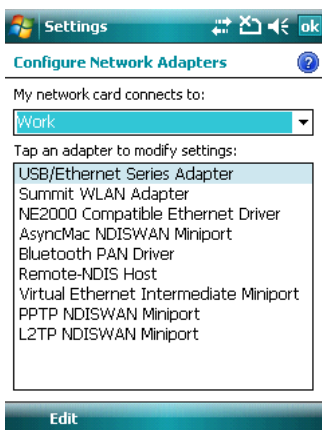 Settings
ok
Configure Network Adapters
?
My network card connects to:
Work
Tap an adapter to modify settings:
USB/Ethernet Series Adapter
Summit WLAN Adapter
NE2000 Compatible Ethernet Driver
AsyncMac NDISWAN Miniport
Bluetooth PAN Driver
Remote-NDIS Host
Virtual Ethernet Intermediate Miniport
PPTP NDISWAN Miniport
L2TP NDISWAN Miniport
Edit